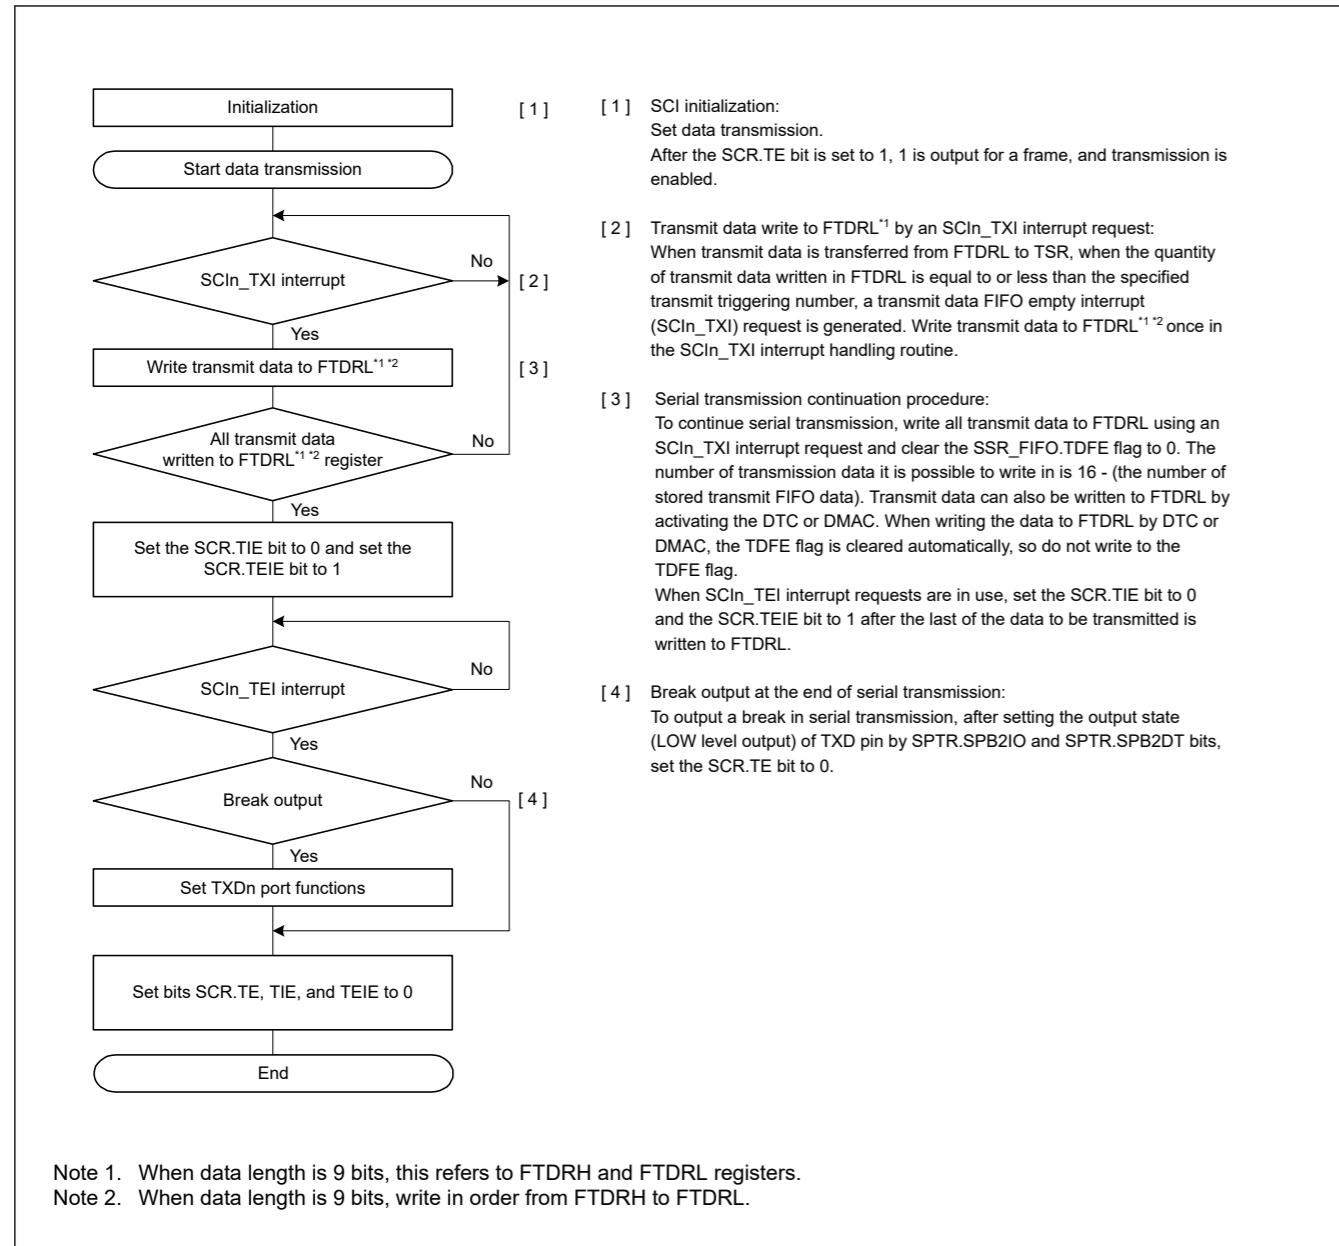 Initialization
[ 1 ]
Start data transmission
SCIn_TXI interrupt
No
[ 2 ]
Yes
Write transmit data to FTDRL*1 *2
[ 3 ]
All transmit data
written to FTDRL*1 *2 register
No
Yes
Set the SCR.TIE bit to 0 and set the
SCR.TEIE bit to 1
SCIn_TEI interrupt
No
Yes
Break output
No
[ 4 ]
Yes
Set TXDn port functions
Set bits SCR.TE, TIE, and TEIE to 0
End
[ 1 ] SCI initialization:
Set data transmission.
After the SCR.TE bit is set to 1, 1 is output for a frame, and transmission is
enabled.
[ 2 ] Transmit data write to FTDRL*1 by an SCIn_TXI interrupt request:
When transmit data is transferred from FTDRL to TSR, when the quantity
of transmit data written in FTDRL is equal to or less than the specified
transmit triggering number, a transmit data FIFO empty interrupt
(SCIn_TXI) request is generated. Write transmit data to FTDRL*1 *2 once in
the SCIn_TXI interrupt handling routine.
[ 3 ] Serial transmission continuation procedure:
To continue serial transmission, write all transmit data to FTDRL using an
SCIn_TXI interrupt request and clear the SSR_FIFO.TDFE flag to 0. The
number of transmission data it is possible to write in is 16 - (the number of
stored transmit FIFO data). Transmit data can also be written to FTDRL by
activating the DTC or DMAC. When writing the data to FTDRL by DTC or
DMAC, the TDFE flag is cleared automatically, so do not write to the
TDFE flag.
When SCIn_TEI interrupt requests are in use, set the SCR.TIE bit to 0
and the SCR.TEIE bit to 1 after the last of the data to be transmitted is
written to FTDRL.
[ 4 ] Break output at the end of serial transmission:
To output a break in serial transmission, after setting the output state
(LOW level output) of TXD pin by SPTR.SPB2IO and SPTR.SPB2DT bits,
set the SCR.TE bit to 0.
Note 1. When data length is 9 bits, this refers to FTDRH and FTDRL registers.
Note 2. When data length is 9 bits, write in order from FTDRH to FTDRL.